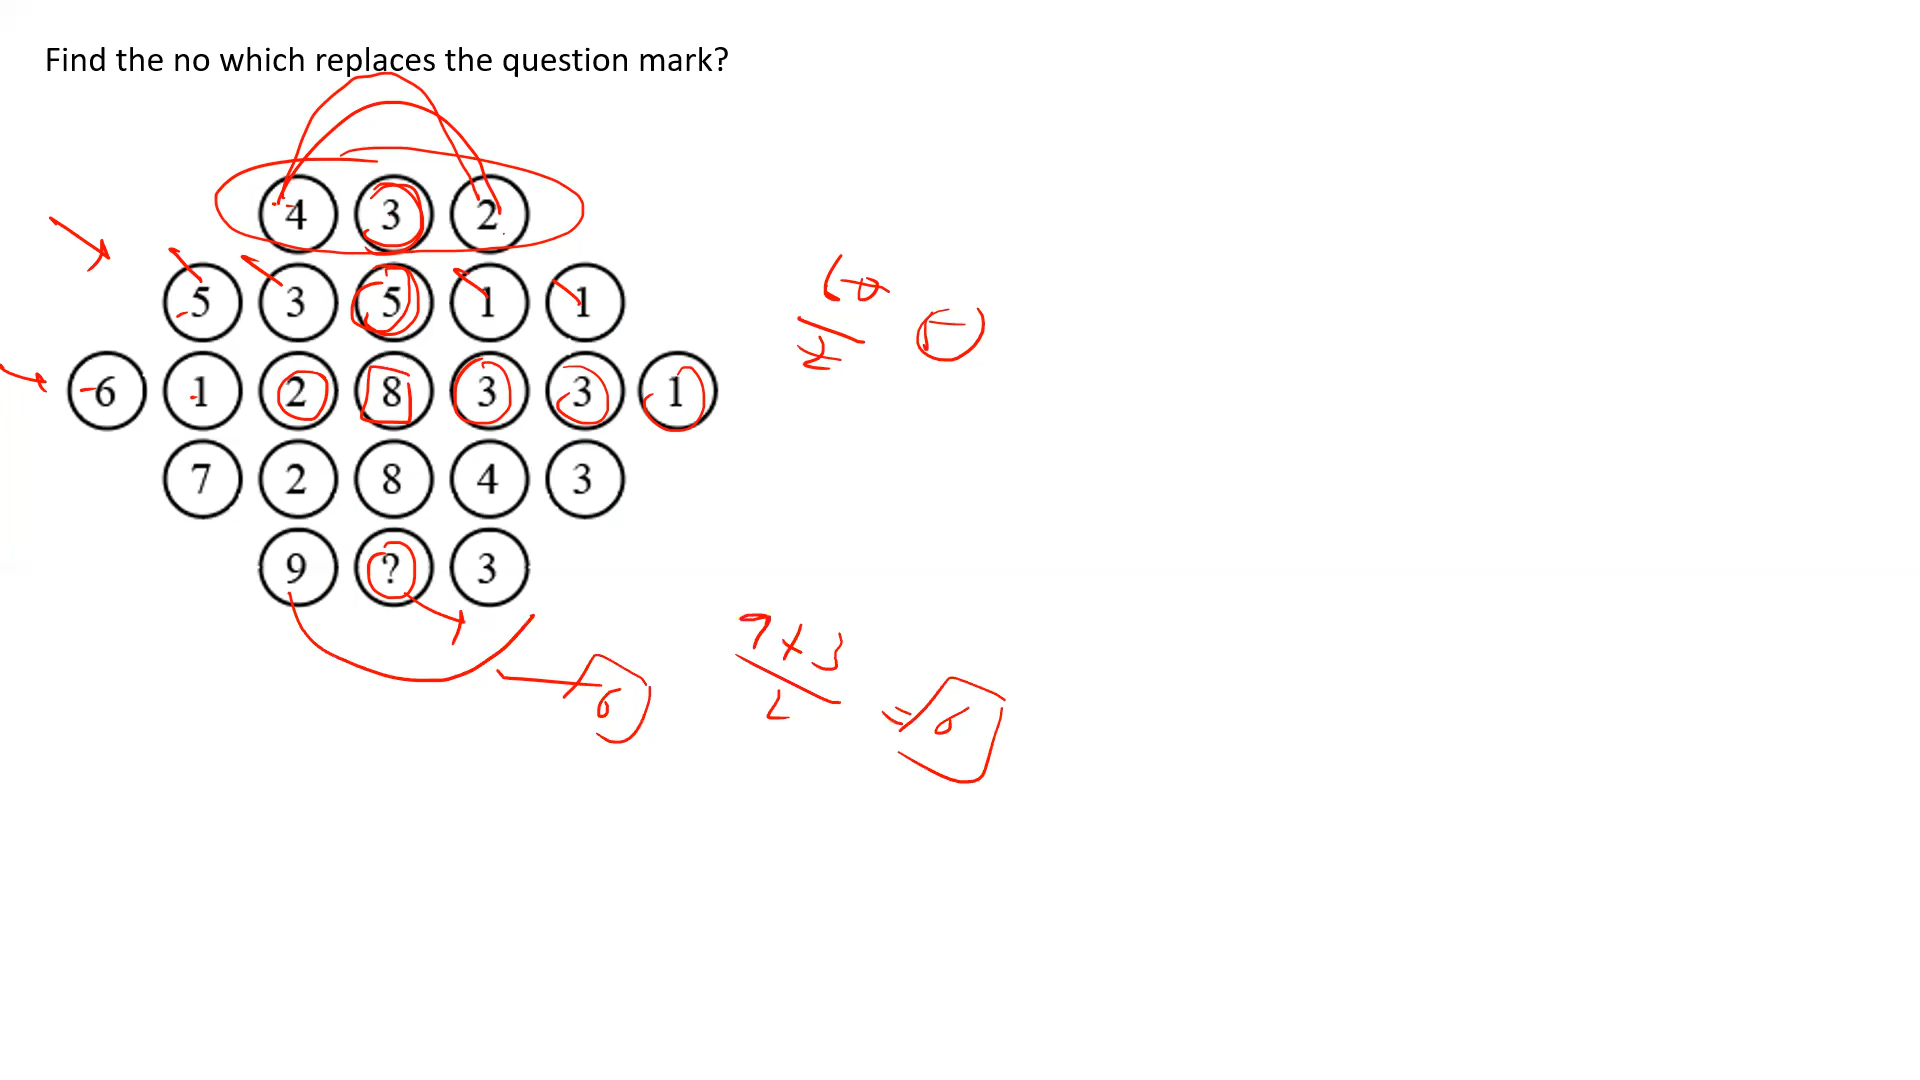 Find the no which replaces the question mark?
4 3 2
5 3 5 1 1
6 1 2 8 3 3 1
7 2 8 4 3
9 ? 3
9+3
2
= 6
6